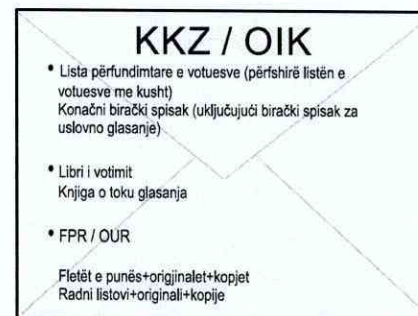 KKZ / OIK
• Lista përfundimtare e votuesve (përfshirë listën e
votuesve me kusht)
Konačni birački spisak (uključujući birački spisak za
uslovno glasanje)
• Libri i votimit
Knjiga o toku glasanja
• FPR / OUR
Fletët e punës+origjinalet+kopjet
Radni listovi+originali+kopije